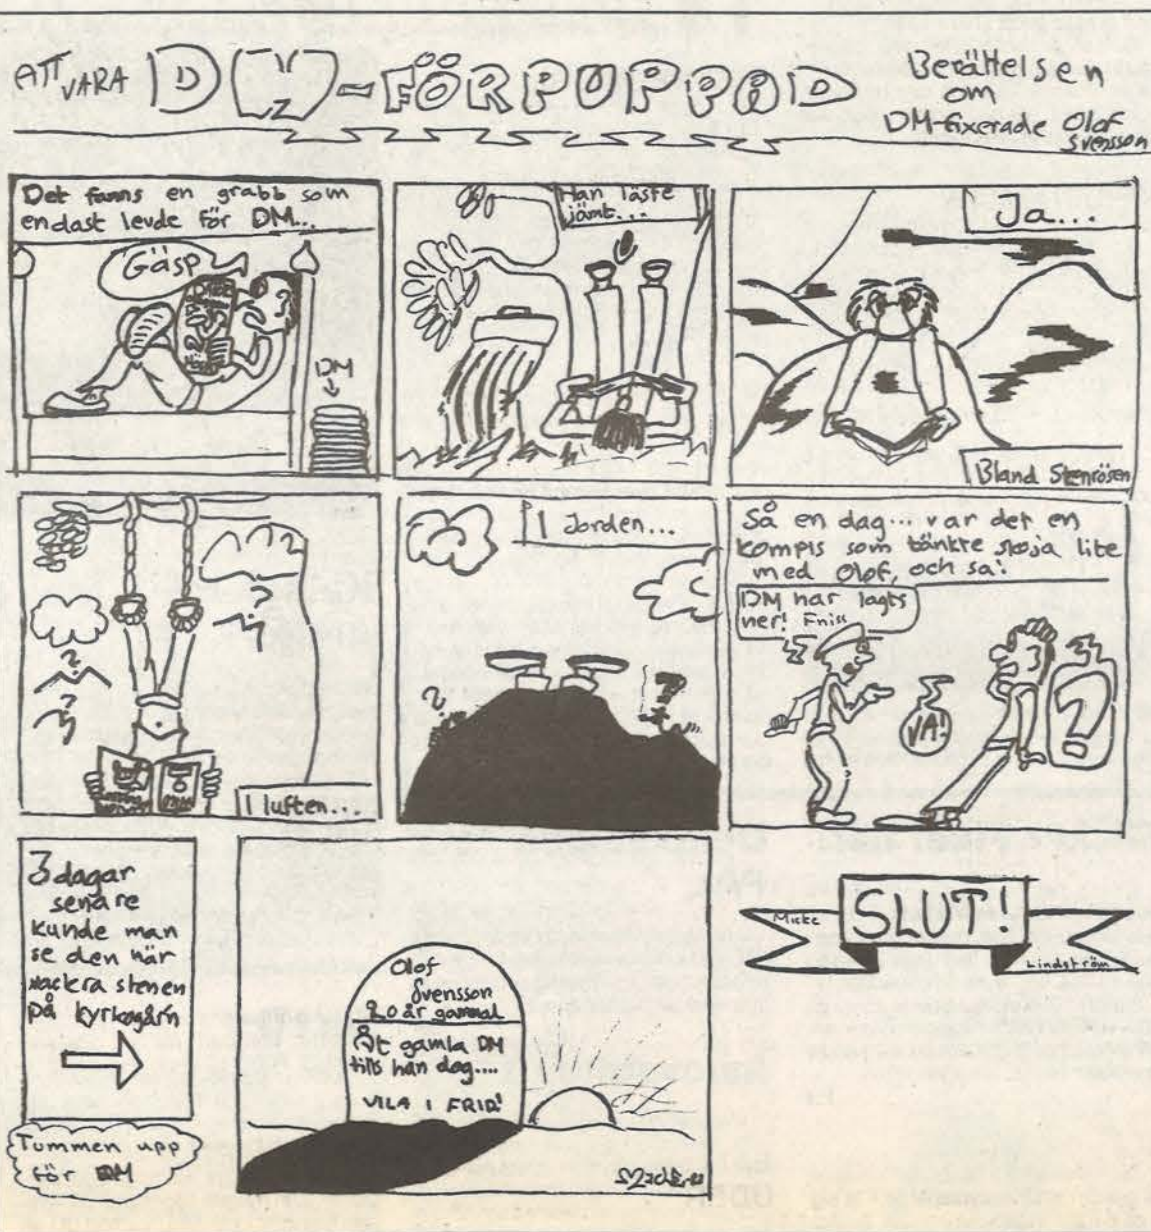 ATT VARA DM-FÖRPUPPAD
Berättelsen
om
DM-fixerade Olof
Svensson
Det fanns en grabb som
endast levde för DM...
Gäsp
DM
Han läste
jämt...
Ja...
Bland Stenrösen
I luften...
?
?
?
I Jorden...
?
?
Så en dag... var det en
kompis som tänkte skoja lite
med Olof, och sa:
DM har lagts
ner! Fniss
VA!
?
3 dagar
senare
kunde man
se den här
vackra stenen
på kyrkogårn
Tummen upp
för DM
Olof
Svensson
20 år gammal
Åt gamla DM
tills han dog....
VILA I FRID!
Micke
SLUT!
Lindström